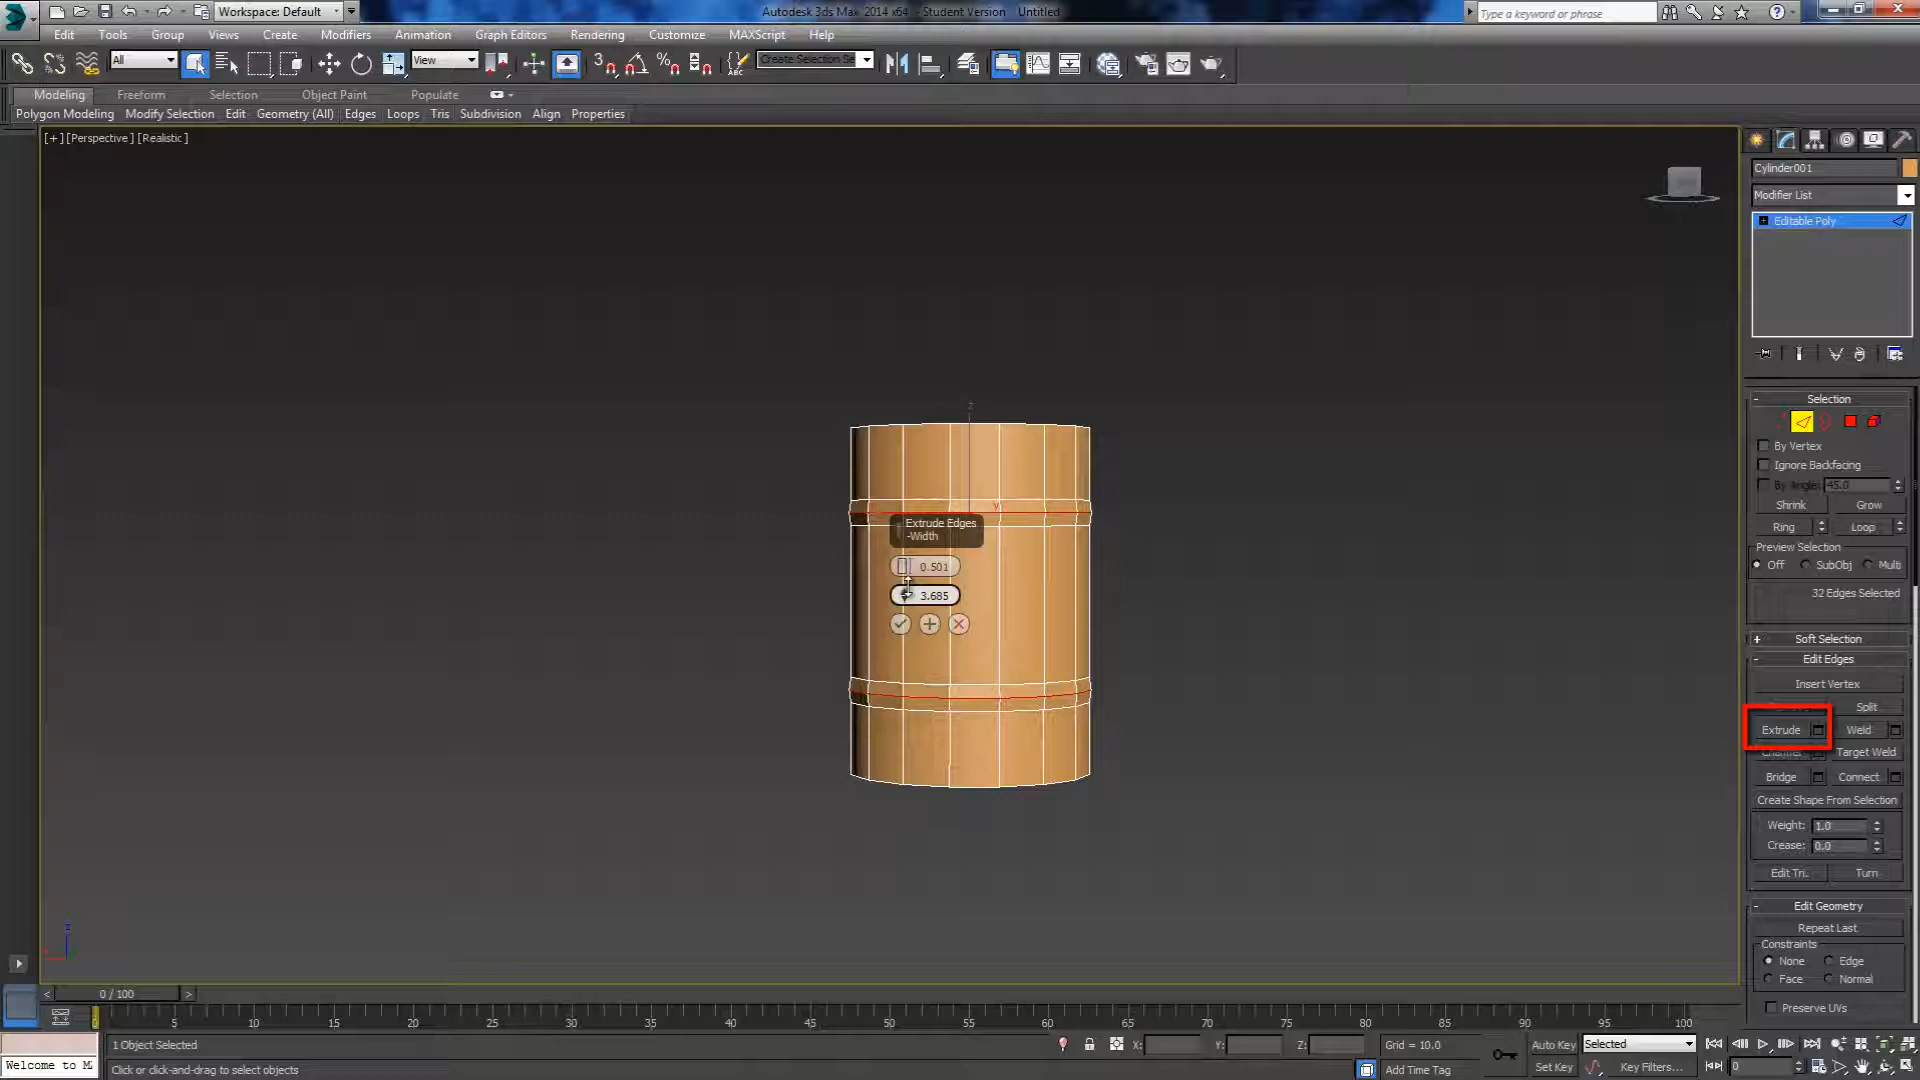 Workspace: Default
Autodesk 3ds Max 2014 x64 - Student Version Untitled
Type a keyword or phrase
Edit Tools Group Views Create Modifiers Animation Graph Editors Rendering Customize MAXScript Help
All
View
3
Create Selection Se
Modeling Freeform Selection Object Paint Populate
Polygon Modeling Modify Selection Edit Geometry (All) Edges Loops Tris Subdivision Align Properties
[+] [Perspective] [Realistic]
Cylinder001
Modifier List
Editable Poly
Selection
By Vertex
Ignore Backfacing
By Angle: 45.0
Shrink Grow
Ring Loop
Preview Selection
Off SubObj Multi
32 Edges Selected
Soft Selection
Edit Edges
Insert Vertex
Split
Extrude Weld
Chamfer Target Weld
Bridge Connect
Create Shape From Selection
Weight: 1.0
Crease: 0.0
Edit Tri. Turn
Edit Geometry
Repeat Last
Constraints
None Edge
Face Normal
Preserve UVs
z
y
Extrude Edges
-Width
0.501
3.685
z
0 / 100
5 10 15 20 25 30 35 40 45 50 55 60 65 70 75 80 85 90 95 100
1 Object Selected
X: Y: Z:
Grid = 10.0
Auto Key Selected
Welcome to M
Click or click-and-drag to select objects
Add Time Tag
Set Key Key Filters...
0